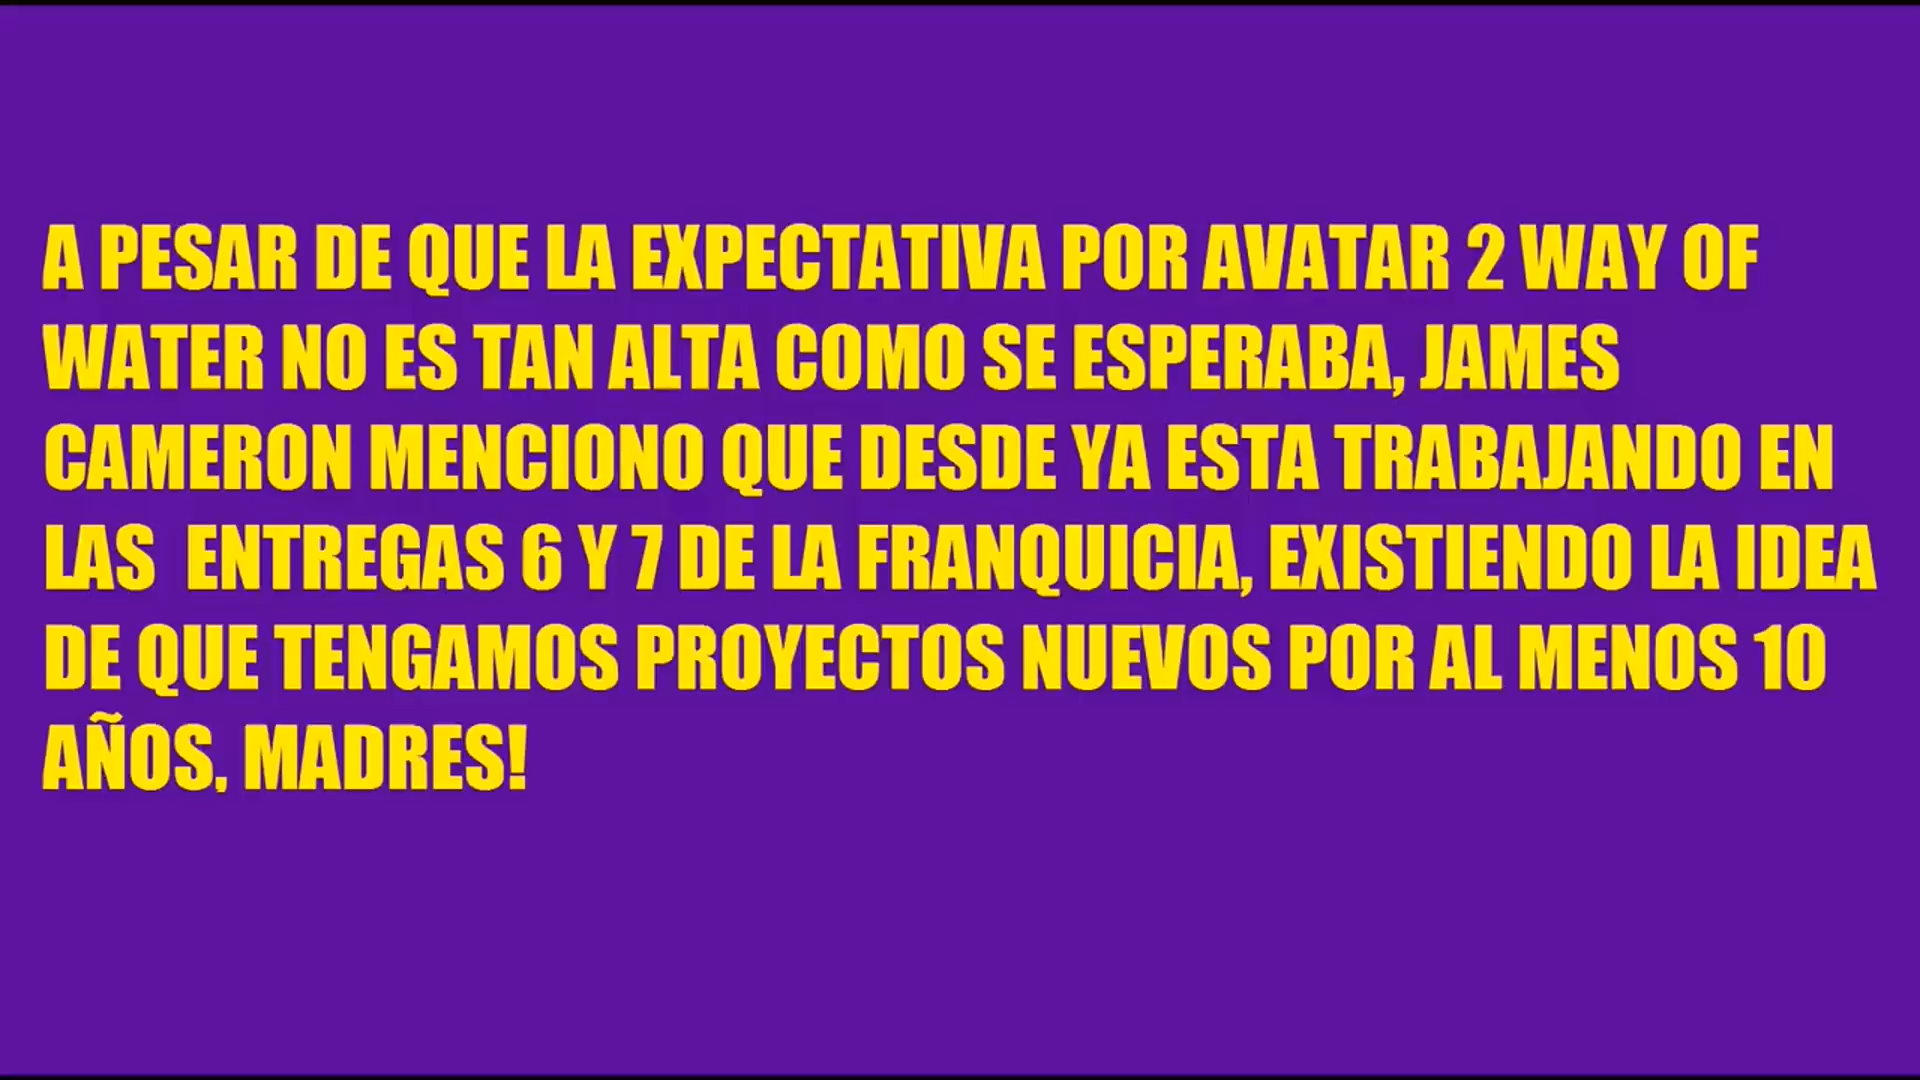 A PESAR DE QUE LA EXPECTATIVA POR AVATAR 2 WAY OF
WATER NO ES TAN ALTA COMO SE ESPERABA, JAMES
CAMERON MENCIONO QUE DESDE YA ESTA TRABAJANDO EN
LAS  ENTREGAS 6 Y 7 DE LA FRANQUICIA, EXISTIENDO LA IDEA
DE QUE TENGAMOS PROYECTOS NUEVOS POR AL MENOS 10
AÑOS, MADRES!